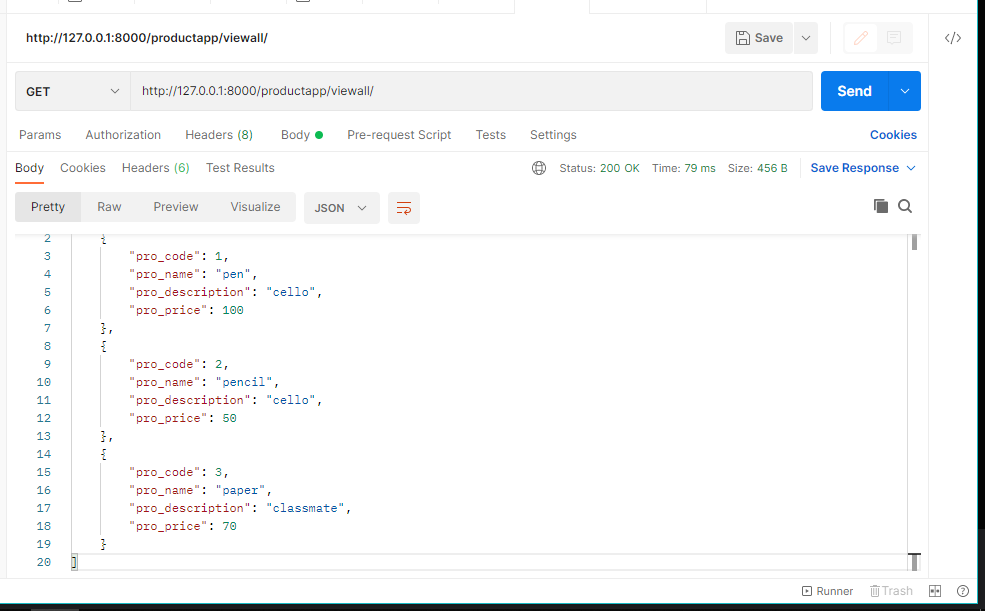 http://127.0.0.1:8000/productapp/viewall/
Save
GET
http://127.0.0.1:8000/productapp/viewall/
Send
Params Authorization Headers (8) Body Pre-request Script Tests Settings Cookies
Body Cookies Headers (6) Test Results Status: 200 OK Time: 79 ms Size: 456 B Save Response
Pretty Raw Preview Visualize JSON
2 {
3 "pro_code": 1,
4 "pro_name": "pen",
5 "pro_description": "cello",
6 "pro_price": 100
7 },
8 {
9 "pro_code": 2,
10 "pro_name": "pencil",
11 "pro_description": "cello",
12 "pro_price": 50
13 },
14 {
15 "pro_code": 3,
16 "pro_name": "paper",
17 "pro_description": "classmate",
18 "pro_price": 70
19 }
20 ]
Runner Trash